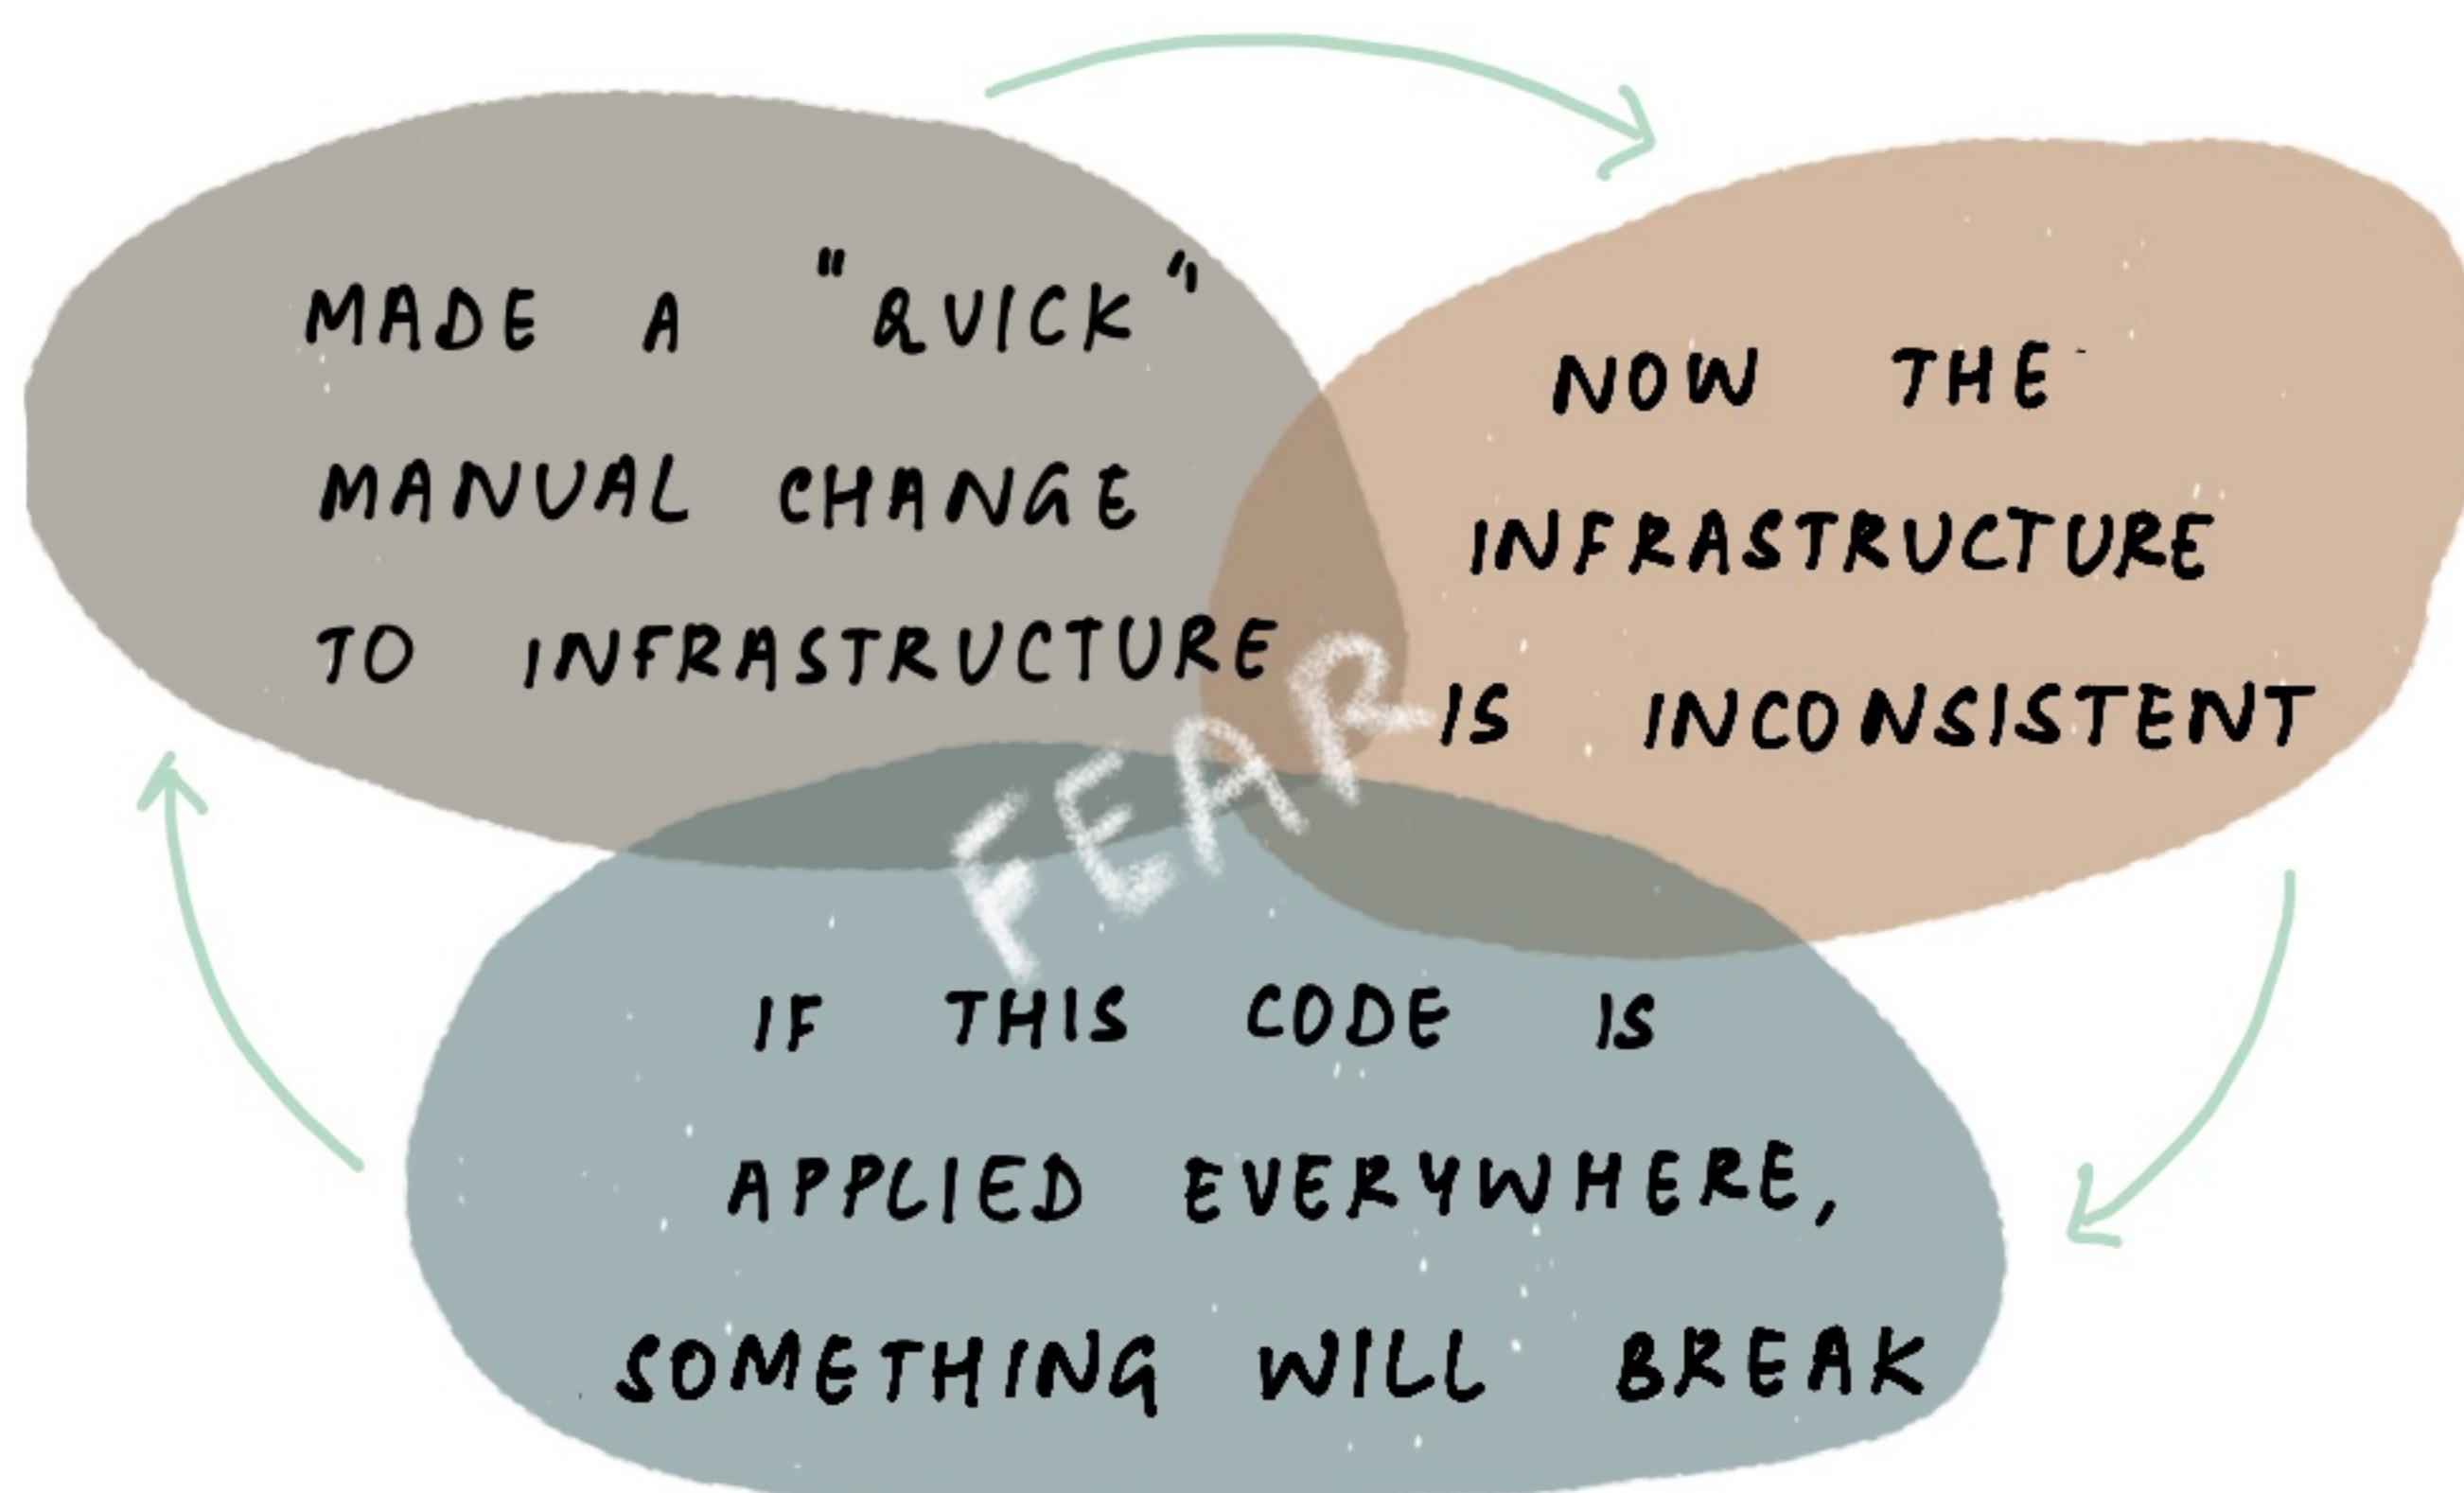 MADE A "QUICK"
MANUAL CHANGE
TO INFRASTRUCTURE
NOW THE
INFRASTRUCTURE
IS INCONSISTENT
FEAR
IF THIS CODE IS
APPLIED EVERYWHERE,
SOMETHING WILL BREAK